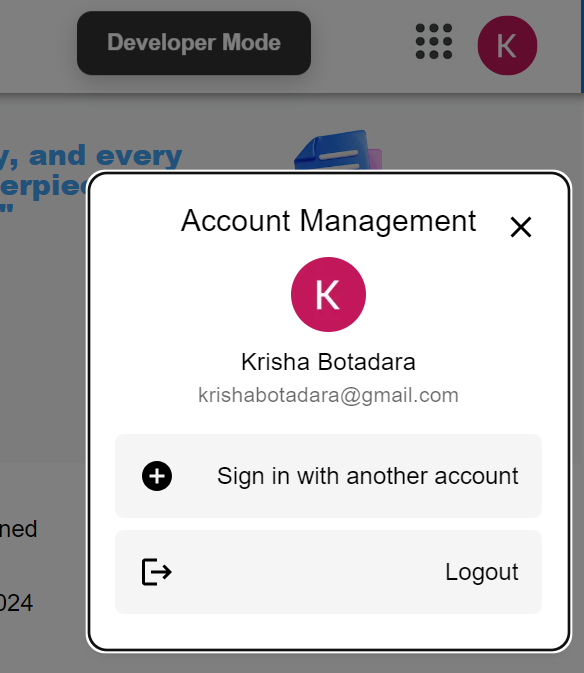 Developer Mode
K
y, and every
erpiec
"
Account Management
K
Krisha Botadara
krishabotadara@gmail.com
Sign in with another account
Logout
ned
024